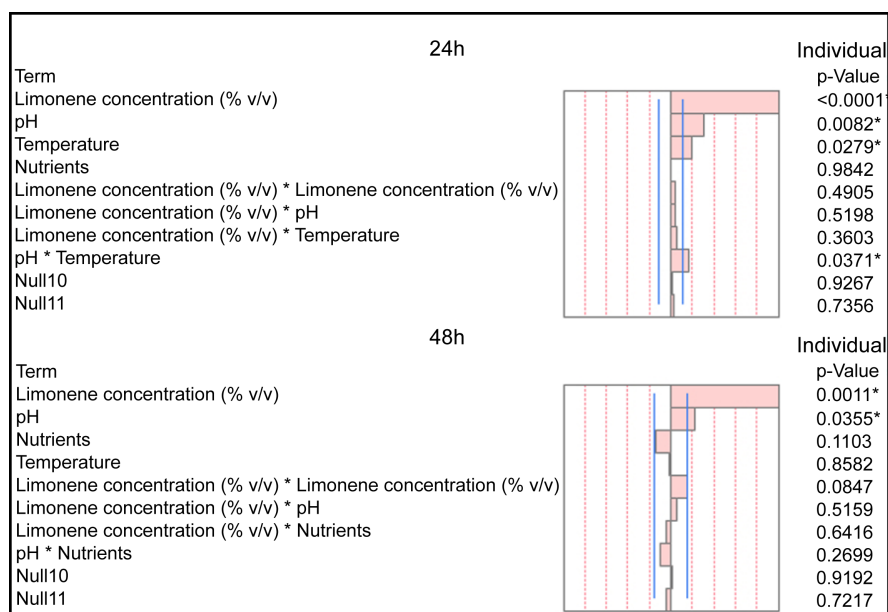 24h Individual
Term p-Value
Limonene concentration (% v/v) <0.0001*
pH 0.0082*
Temperature 0.0279*
Nutrients 0.9842
Limonene concentration (% v/v) * Limonene concentration (% v/v) 0.4905
Limonene concentration (% v/v) * pH 0.5198
Limonene concentration (% v/v) * Temperature 0.3603
pH * Temperature 0.0371*
Null10 0.9267
Null11 0.7356
48h Individual
Term p-Value
Limonene concentration (% v/v) 0.0011*
pH 0.0355*
Nutrients 0.1103
Temperature 0.8582
Limonene concentration (% v/v) * Limonene concentration (% v/v) 0.0847
Limonene concentration (% v/v) * pH 0.5159
Limonene concentration (% v/v) * Nutrients 0.6416
pH * Nutrients 0.2699
Null10 0.9192
Null11 0.7217